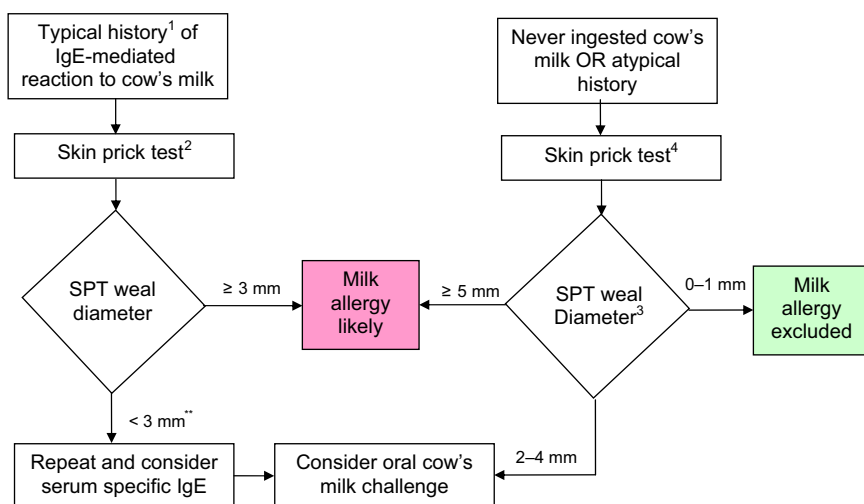 Typical history1 of
IgE-mediated
reaction to cow's milk
Never ingested cow's
milk OR atypical
history
Skin prick test2
Skin prick test4
SPT weal
diameter
≥ 3 mm
Milk
allergy
likely
≥ 5 mm
SPT weal
Diameter3
0–1 mm
Milk
allergy
excluded
< 3 mm**
2–4 mm
Repeat and consider
serum specific IgE
Consider oral cow's
milk challenge